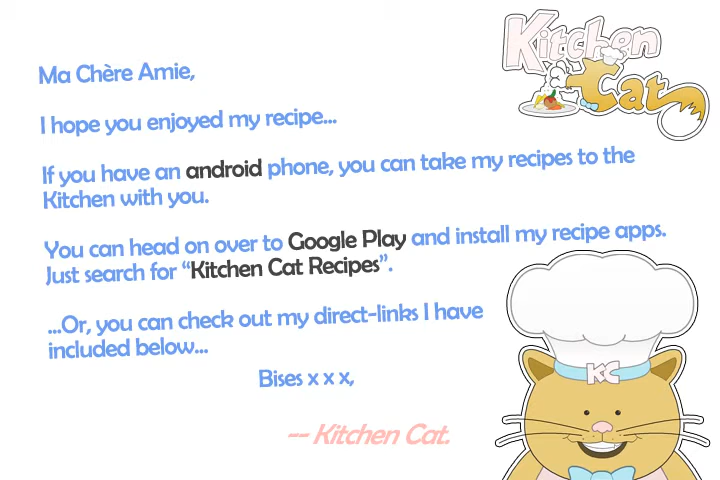 Kitchen
Cat
Ma Chère Amie,
I hope you enjoyed my recipe...
If you have an android phone, you can take my recipes to the
Kitchen with you.
You can head on over to Google Play and install my recipe apps.
Just search for “Kitchen Cat Recipes”.
...Or, you can check out my direct-links I have
included below...
Bises x x x,
-- Kitchen Cat.
KC